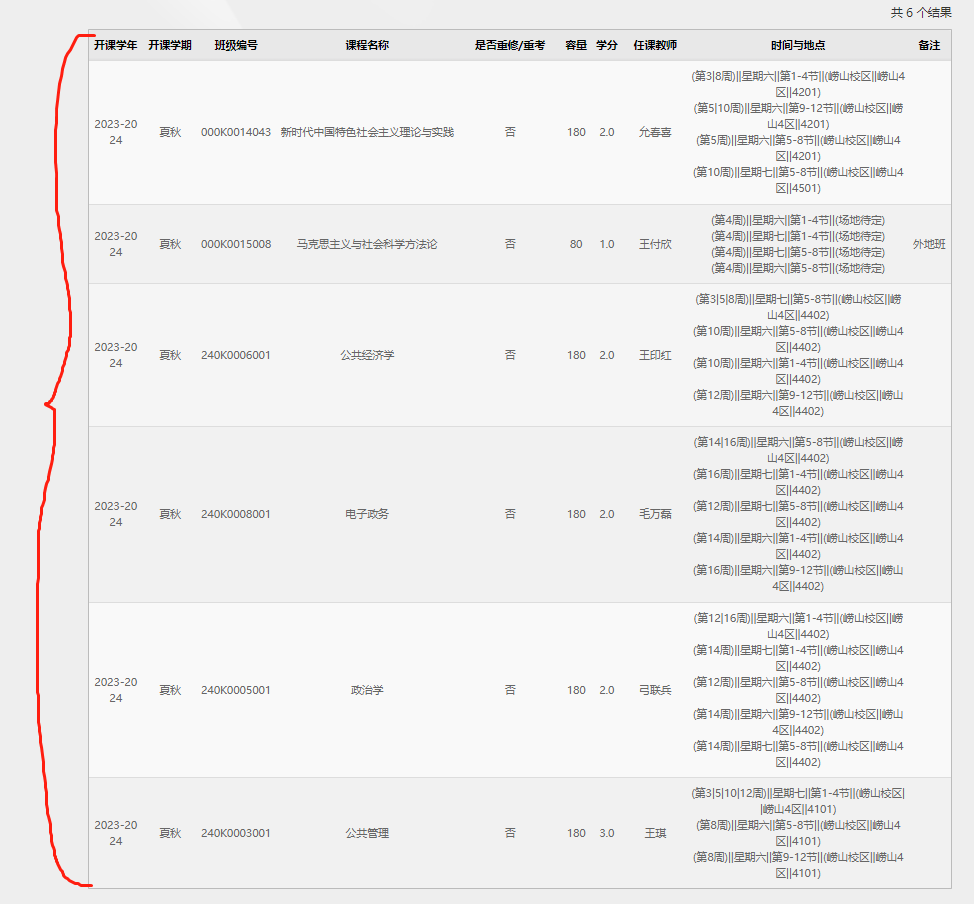 共 6 个结果
开课学年 开课学期 班级编号 课程名称 是否重修/重考 容量 学分 任课教师 时间与地点 备注
2023-20
24
夏秋 000K0014043 新时代中国特色社会主义理论与实践 否 180 2.0 允春喜
(第3|8周)||星期六||第1-4节||(崂山校区||崂山4
区||4201)
(第5|10周)||星期六||第9-12节||(崂山校区||崂
山4区||4201)
(第5周)||星期六||第5-8节||(崂山校区||崂山4
区||4201)
(第10周)||星期七||第5-8节||(崂山校区||崂山4
区||4501)
2023-20
24
夏秋 000K0015008 马克思主义与社会科学方法论 否 80 1.0 王付欣
(第4周)||星期六||第1-4节||(场地待定)
(第4周)||星期七||第1-4节||(场地待定)
(第4周)||星期七||第5-8节||(场地待定)
(第4周)||星期六||第5-8节||(场地待定)
外地班
2023-20
24
夏秋 240K0006001 公共经济学 否 180 2.0 王印红
(第3|5|8周)||星期七||第5-8节||(崂山校区||崂
山4区||4402)
(第10周)||星期六||第5-8节||(崂山校区||崂山4
区||4402)
(第10周)||星期六||第1-4节||(崂山校区||崂山4
区||4402)
(第12周)||星期六||第9-12节||(崂山校区||崂山
4区||4402)
2023-20
24
夏秋 240K0008001 电子政务 否 180 2.0 毛万磊
(第14|16周)||星期六||第5-8节||(崂山校区||崂
山4区||4402)
(第16周)||星期七||第1-4节||(崂山校区||崂山4
区||4402)
(第12周)||星期七||第5-8节||(崂山校区||崂山4
区||4402)
(第14周)||星期六||第1-4节||(崂山校区||崂山4
区||4402)
(第16周)||星期六||第9-12节||(崂山校区||崂山
4区||4402)
2023-20
24
夏秋 240K0005001 政治学 否 180 2.0 弓联兵
(第12|16周)||星期六||第1-4节||(崂山校区||崂
山4区||4402)
(第14周)||星期七||第1-4节||(崂山校区||崂山4
区||4402)
(第12周)||星期六||第5-8节||(崂山校区||崂山4
区||4402)
(第14周)||星期六||第9-12节||(崂山校区||崂山
4区||4402)
(第14周)||星期七||第5-8节||(崂山校区||崂山4
区||4402)
2023-20
24
夏秋 240K0003001 公共管理 否 180 3.0 王琪
(第3|5|10|12周)||星期七||第1-4节||(崂山校区|
|崂山4区||4101)
(第8周)||星期六||第5-8节||(崂山校区||崂山4
区||4101)
(第8周)||星期六||第9-12节||(崂山校区||崂山4
区||4101)